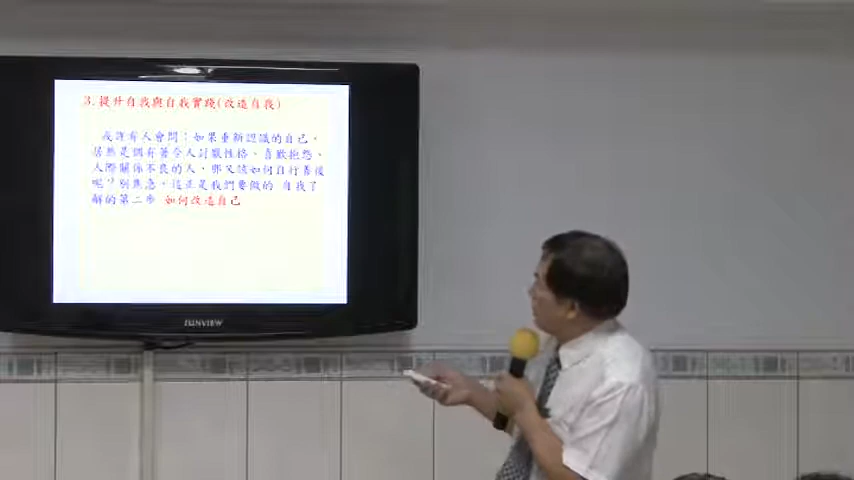 3.提升自我與自我實踐(改造自我)
或許有人會問：如果重新認識的自己，
居然是個有著令人討厭性格、喜歡抱怨、
人際關係不良的人，那又該如何自行善後
呢？別焦急，這正是我們要做的 自我了
解的第二步 如何改造自己
SUNVIEW